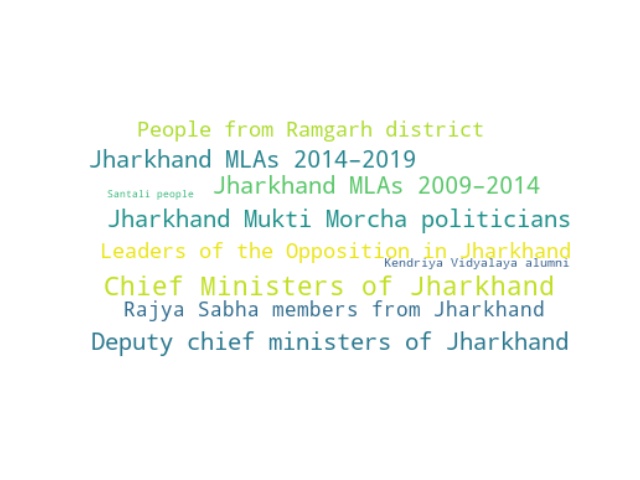 People from Ramgarh district
Jharkhand MLAs 2014–2019
Jharkhand MLAs 2009–2014
Santali people
Jharkhand Mukti Morcha politicians
Leaders of the Opposition in Jharkhand
Kendriya Vidyalaya alumni
Chief Ministers of Jharkhand
Rajya Sabha members from Jharkhand
Deputy chief ministers of Jharkhand